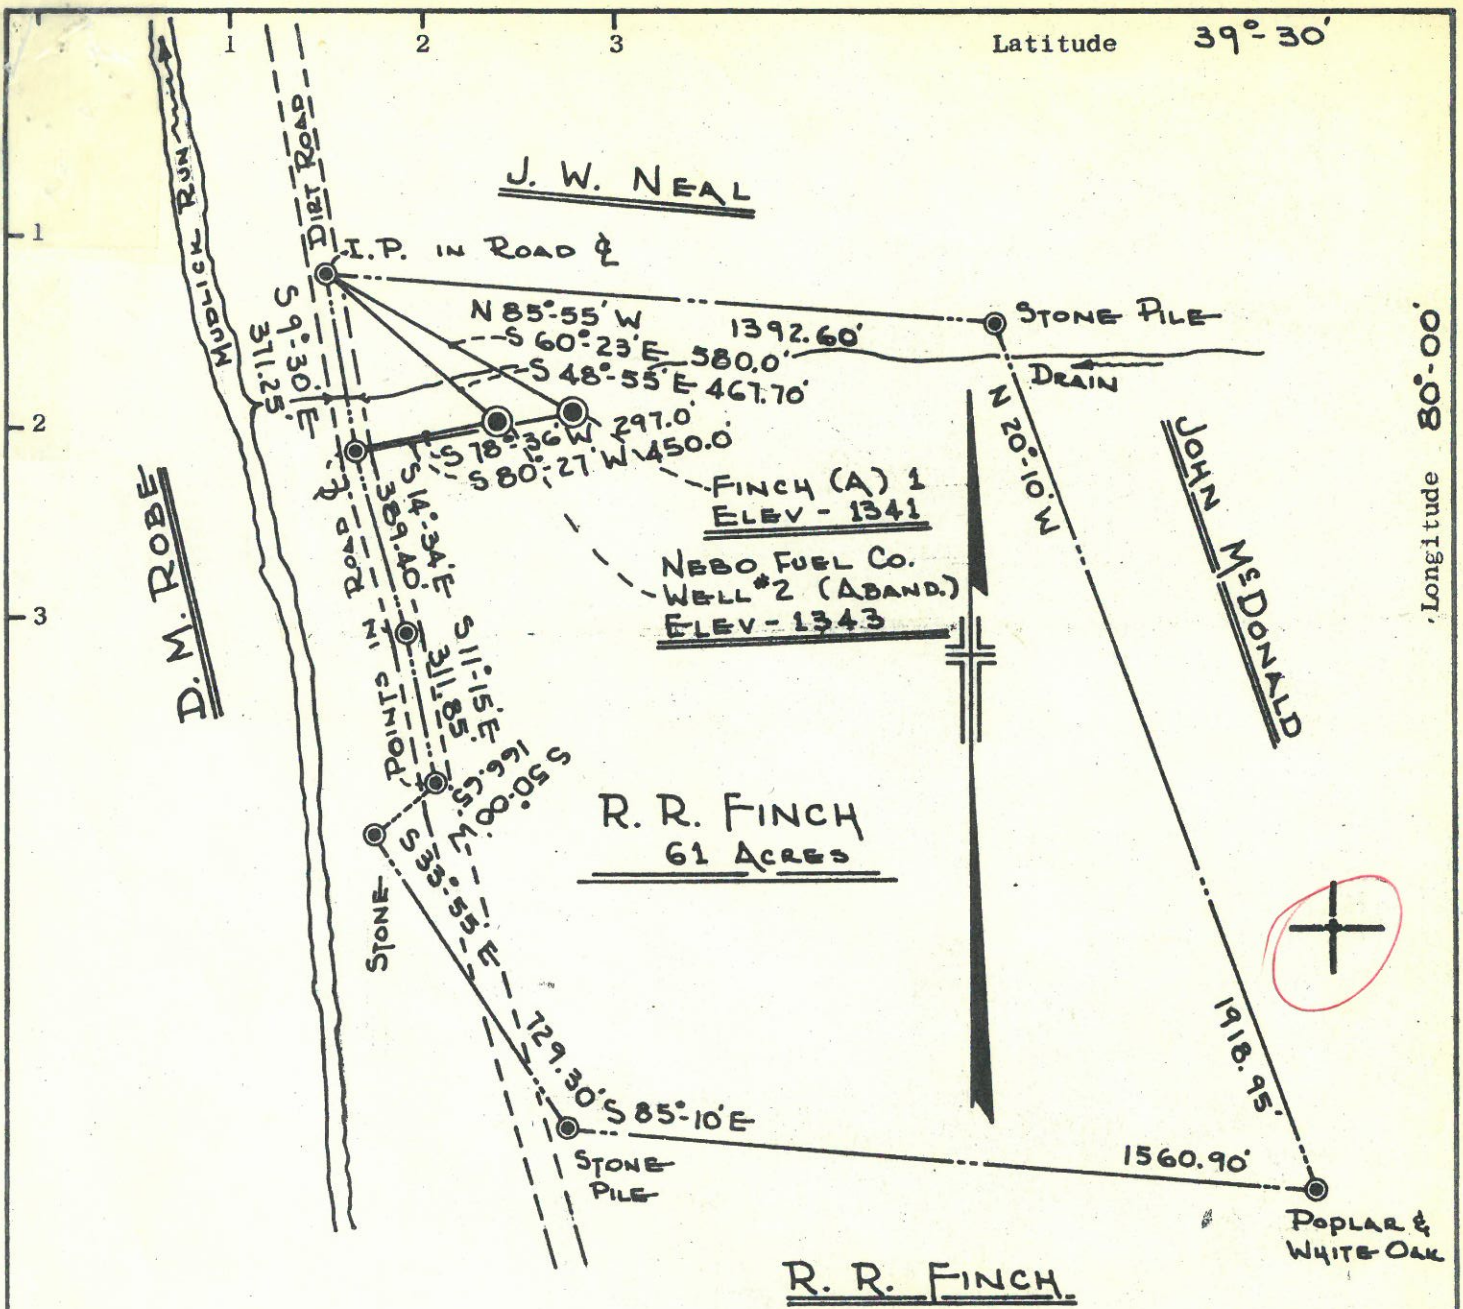 1 2 3 Latitude 39°-30'
MUDLICK RUN
DIRT ROAD
J. W. NEAL
1
I.P. IN ROAD ℄
S 9°-30' E
371.25'
N 85°-55' W
1392.60'
STONE PILE
S 60°-23' E 580.0'
S 48°-55' E 467.70'
DRAIN
2
S 78°-36' W 297.0'
S 80°-27' W 450.0'
N 20°-10' W
JOHN McDONALD
Longitude 80°-00'
FINCH (A) 1
ELEV - 1341
NEBO FUEL CO.
WELL #2 (ABAND.)
ELEV - 1343
D. M. ROBE
3
S 14°-34' E
389.40'
POINTS IN ROAD ℄
S 11°-15' E
311.85'
S 50°-00' W
166.65'
R. R. FINCH
61 ACRES
STONE
S 33°-55' E
729.30'
1918.95'
S 85°-10' E
1560.90'
STONE
PILE
POPLAR &
WHITE OAK
R. R. FINCH